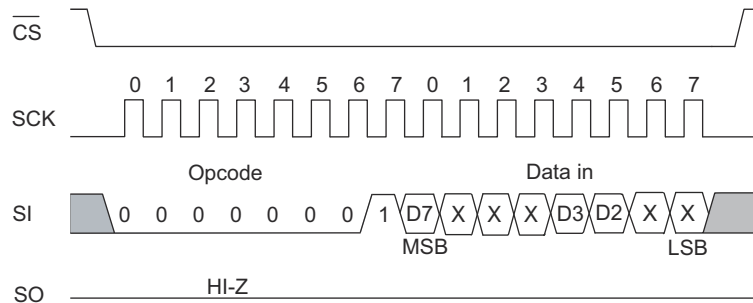 CS
0 1 2 3 4 5 6 7 0 1 2 3 4 5 6 7
SCK
Opcode Data in
SI 0 0 0 0 0 0 0 1 D7 X X X D3 D2 X X
MSB LSB
HI-Z
SO